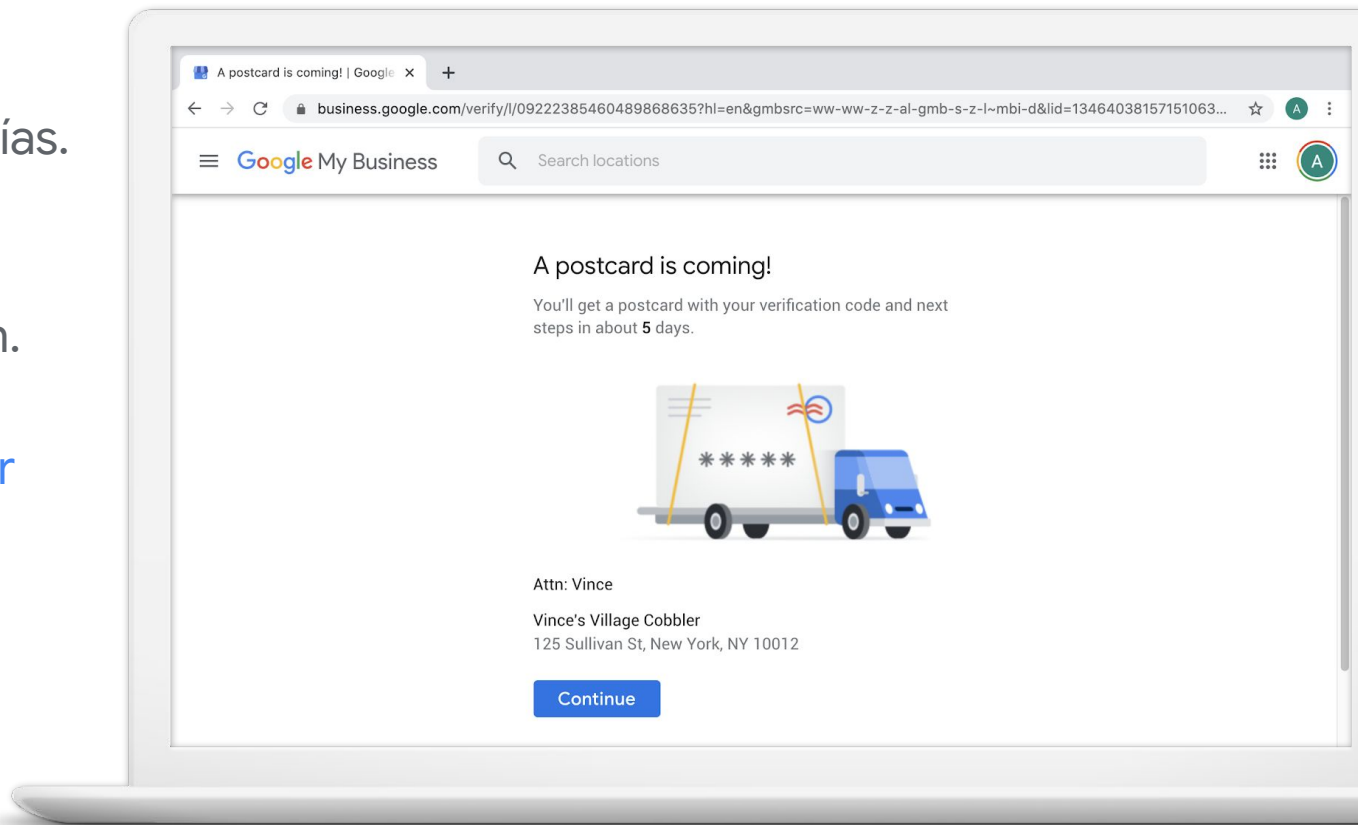 ías.
n.
r
A postcard is coming! | Google
business.google.com/verify/l/09222385460489868635?hl=en&gmbsrc=ww-ww-z-z-al-gmb-s-z-l~mbi-d&lid=13464038157151063...
A
Google My Business
Search locations
A
A postcard is coming!
You'll get a postcard with your verification code and next
steps in about 5 days.
*****
Attn: Vince
Vince's Village Cobbler
125 Sullivan St, New York, NY 10012
Continue